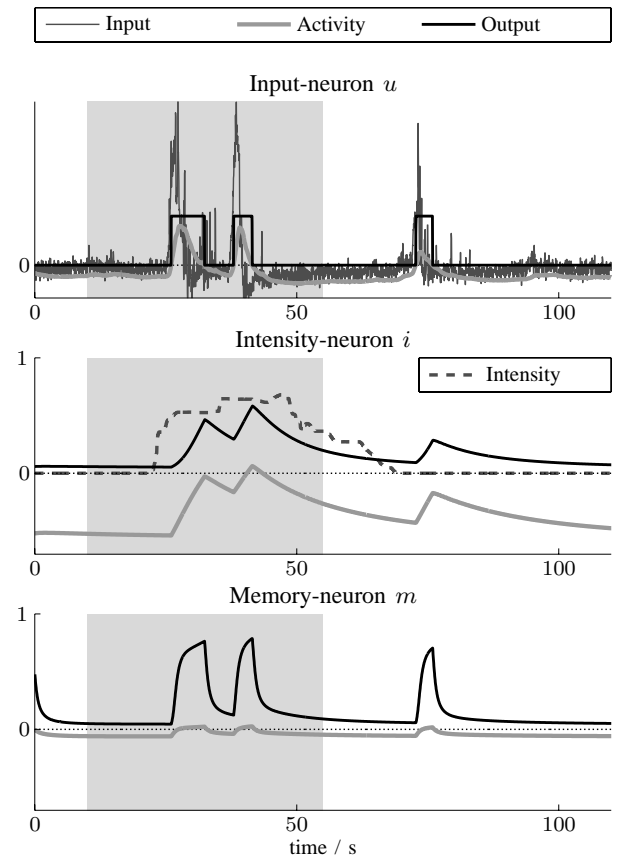 Input Activity Output
Input-neuron u
0
0 50 100
Intensity-neuron i
1
Intensity
0
0 50 100
Memory-neuron m
1
0
0 50 100
time / s